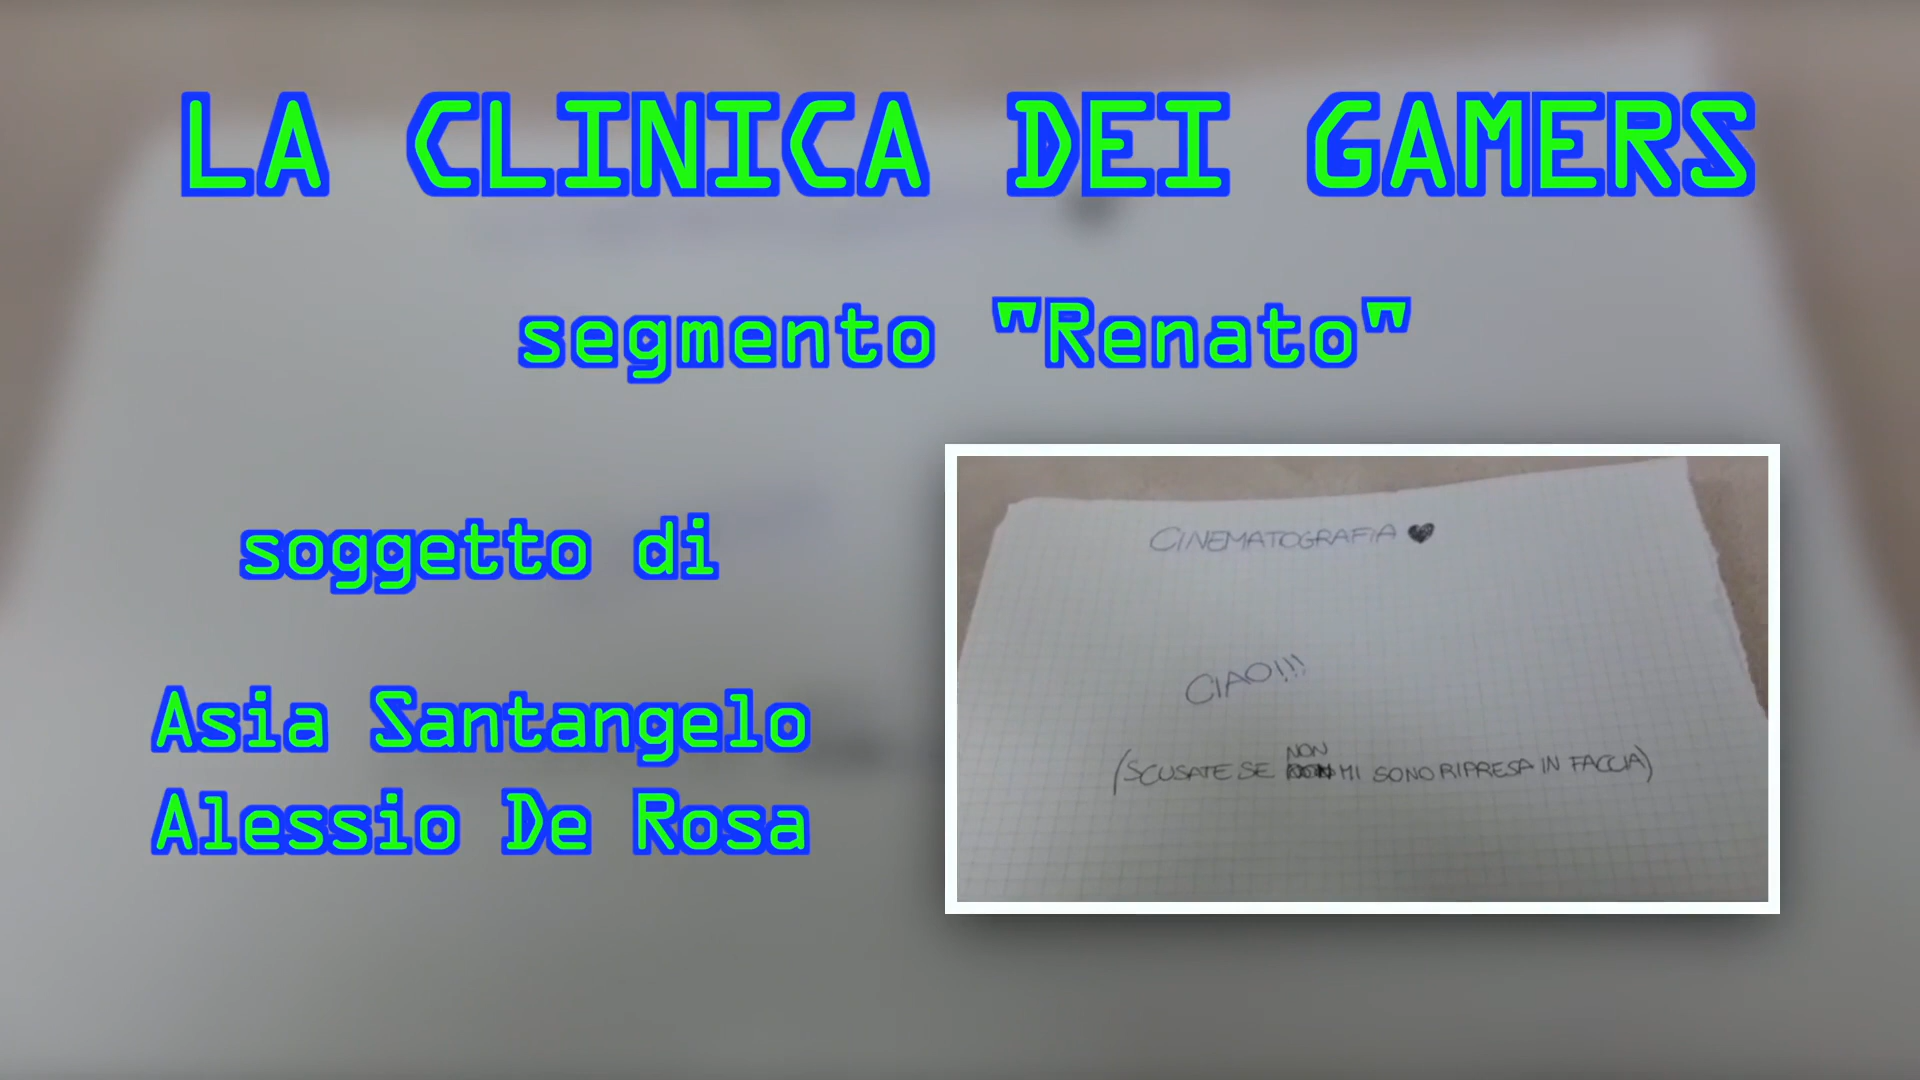 LA CLINICA DEI GAMERS
segmento "Renato"
soggetto di
Asia Santangelo
Alessio De Rosa
CINEMATOGRAFIA ♥
CIAO!!!
(SCUSATE SE NON MI SONO RIPRESA IN FACCIA)